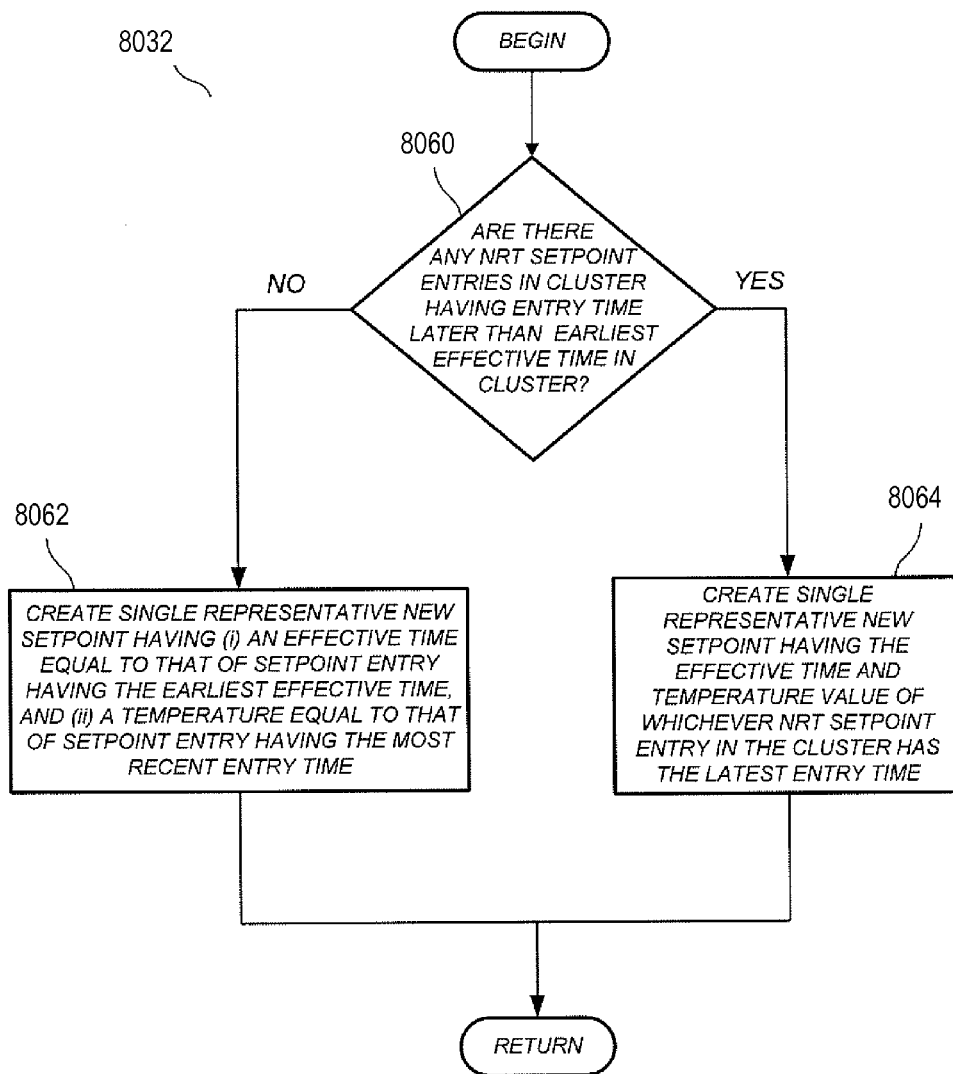 8032
BEGIN
8060
ARE THERE
ANY NRT SETPOINT
ENTRIES IN CLUSTER
HAVING ENTRY TIME
LATER THAN EARLIEST
EFFECTIVE TIME IN
CLUSTER?
NO
YES
8062
CREATE SINGLE REPRESENTATIVE NEW
SETPOINT HAVING (i) AN EFFECTIVE TIME
EQUAL TO THAT OF SETPOINT ENTRY
HAVING THE EARLIEST EFFECTIVE TIME,
AND (ii) A TEMPERATURE EQUAL TO THAT
OF SETPOINT ENTRY HAVING THE MOST
RECENT ENTRY TIME
8064
CREATE SINGLE
REPRESENTATIVE NEW
SETPOINT HAVING THE
EFFECTIVE TIME AND
TEMPERATURE VALUE OF
WHICHEVER NRT SETPOINT
ENTRY IN THE CLUSTER HAS
THE LATEST ENTRY TIME
RETURN